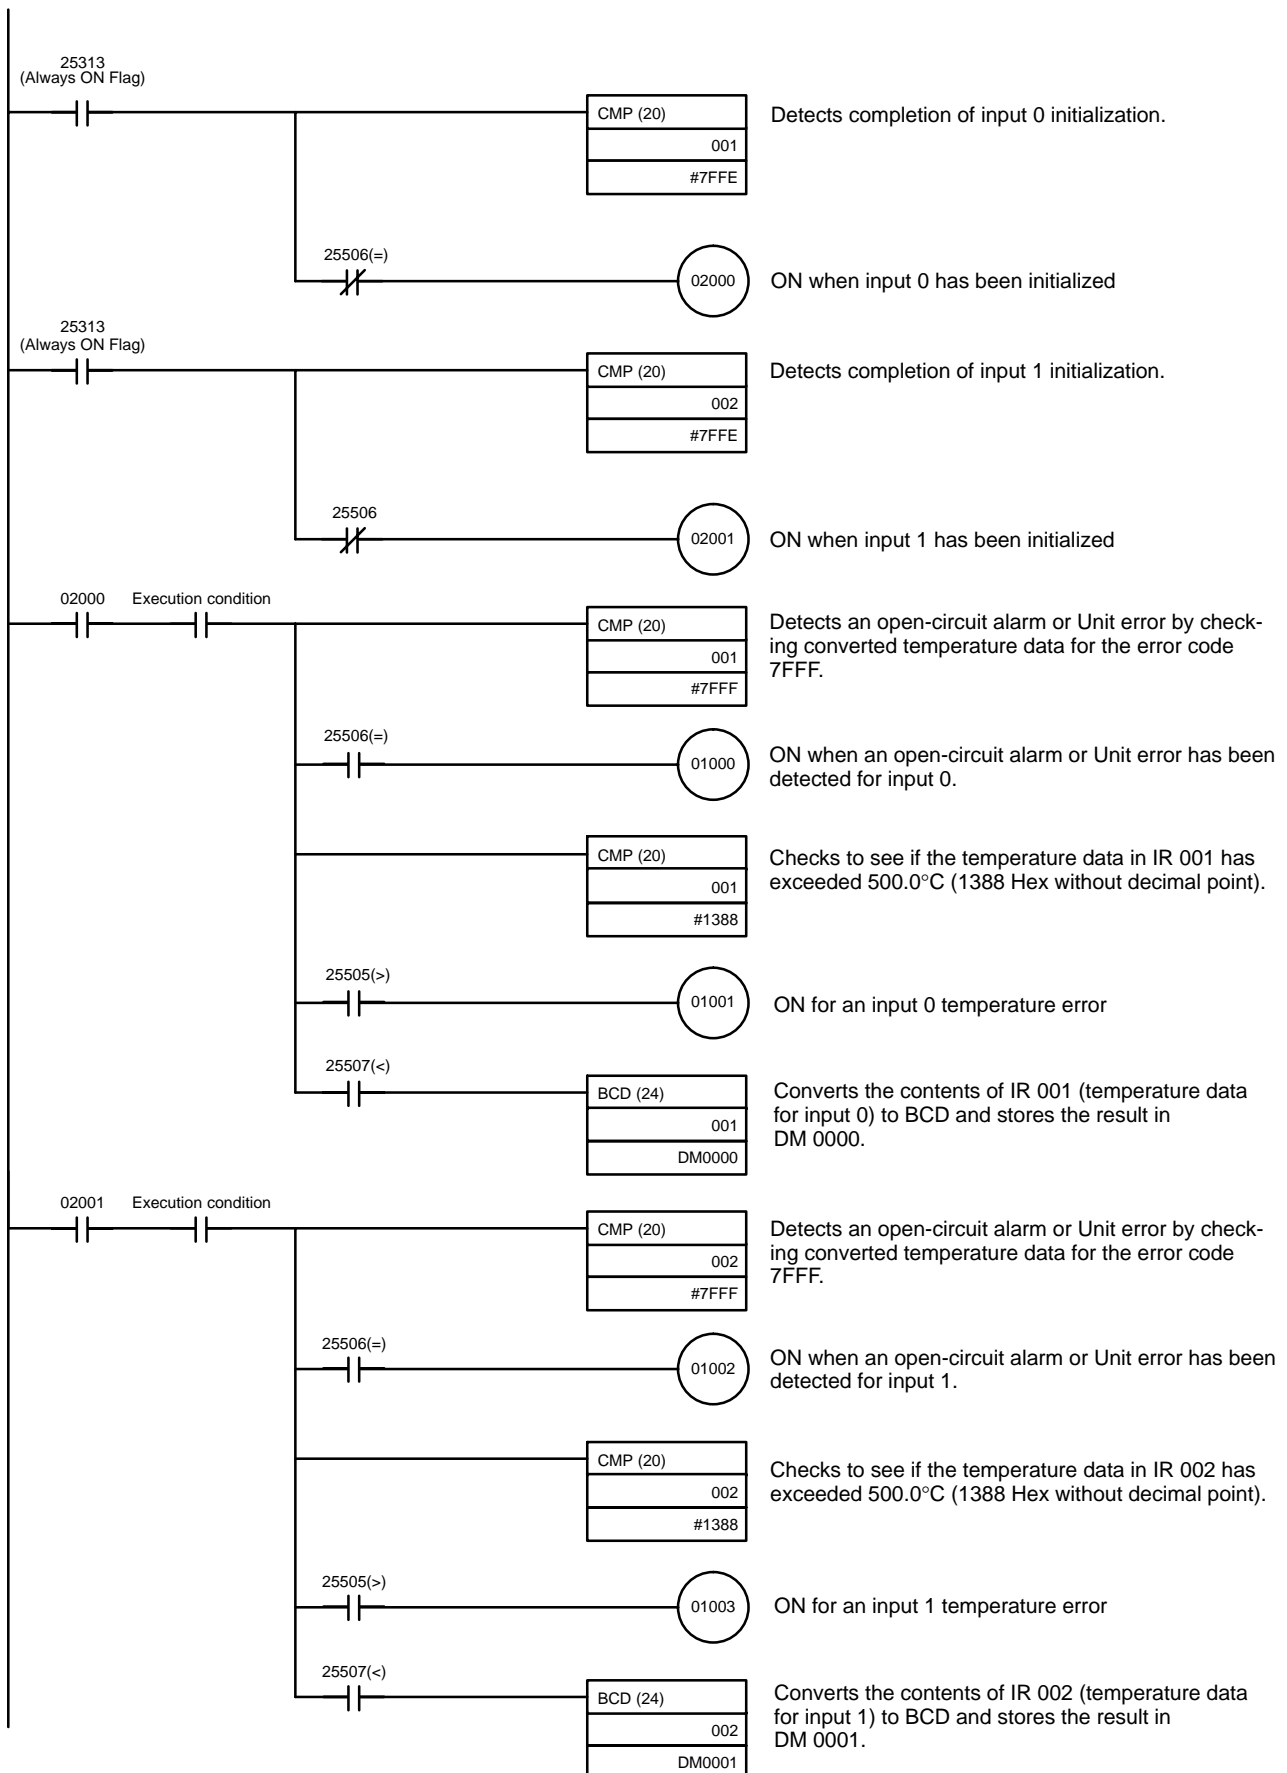 25313
(Always ON Flag)
CMP (20)
001
#7FFE
Detects completion of input 0 initialization.
25506(=)
02000
ON when input 0 has been initialized
25313
(Always ON Flag)
CMP (20)
002
#7FFE
Detects completion of input 1 initialization.
25506
02001
ON when input 1 has been initialized
02000
Execution condition
CMP (20)
001
#7FFF
Detects an open-circuit alarm or Unit error by check-
ing converted temperature data for the error code
7FFF.
25506(=)
01000
ON when an open-circuit alarm or Unit error has been
detected for input 0.
CMP (20)
001
#1388
Checks to see if the temperature data in IR 001 has
exceeded 500.0°C (1388 Hex without decimal point).
25505(>)
01001
ON for an input 0 temperature error
25507(<)
BCD (24)
001
DM0000
Converts the contents of IR 001 (temperature data
for input 0) to BCD and stores the result in
DM 0000.
02001
Execution condition
CMP (20)
002
#7FFF
Detects an open-circuit alarm or Unit error by check-
ing converted temperature data for the error code
7FFF.
25506(=)
01002
ON when an open-circuit alarm or Unit error has been
detected for input 1.
CMP (20)
002
#1388
Checks to see if the temperature data in IR 002 has
exceeded 500.0°C (1388 Hex without decimal point).
25505(>)
01003
ON for an input 1 temperature error
25507(<)
BCD (24)
002
DM0001
Converts the contents of IR 002 (temperature data
for input 1) to BCD and stores the result in
DM 0001.